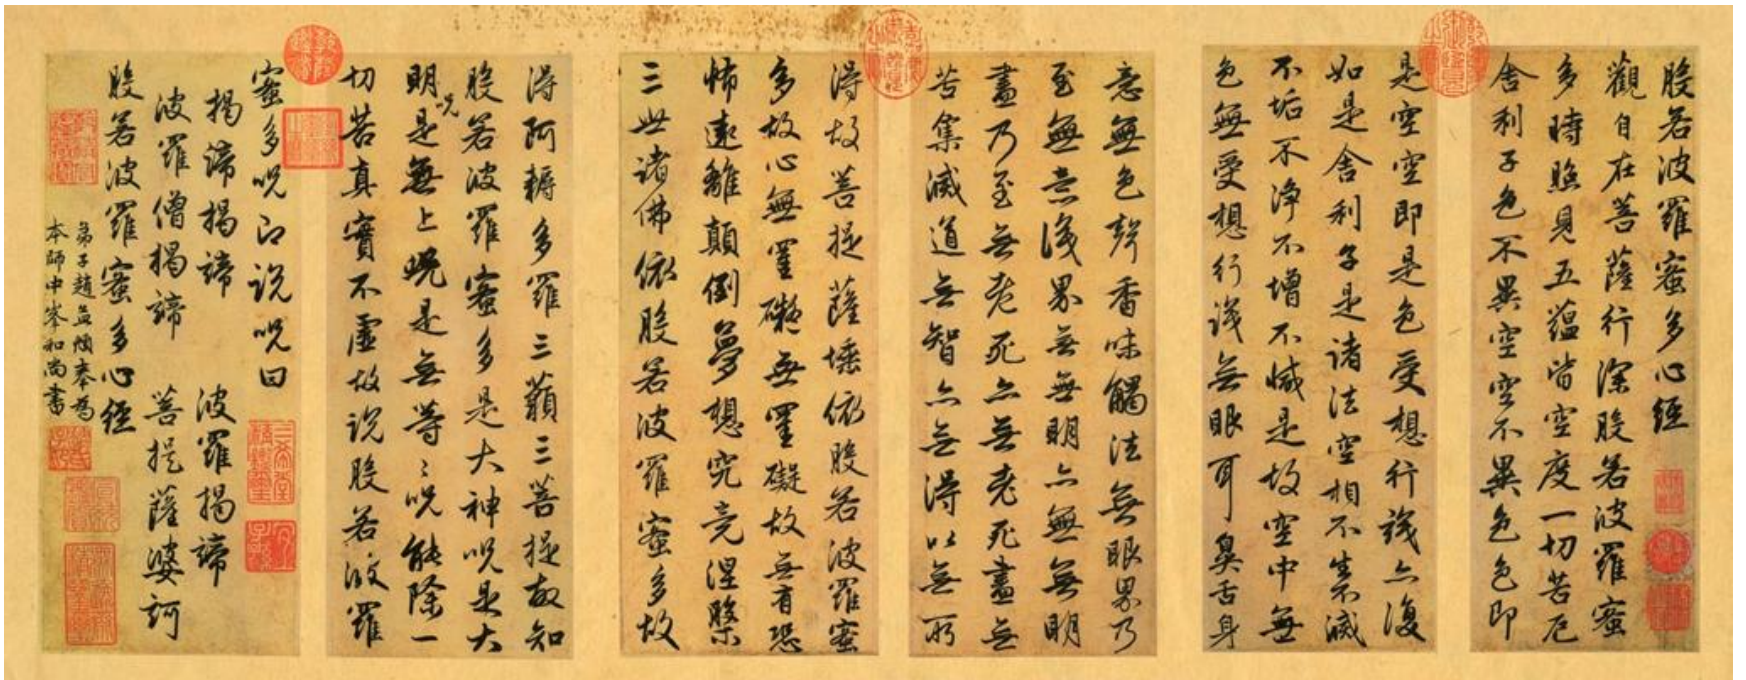 般若波羅蜜多心經
觀自在菩薩行深般若波羅蜜
多時照見五蘊皆空度一切苦厄
舍利子色不異空空不異色色即
是空空即是色受想行識亦復
如是舍利子是諸法空相不生不滅
不垢不淨不增不減是故空中無
色無受想行識無眼耳鼻舌身
意無色聲香味觸法無眼界乃
至無意識界無無明亦無無明
盡乃至無老死亦無老死盡無
苦集滅道無智亦無得以無所
得故菩提薩埵依般若波羅蜜
多故心無罣礙無罣礙故無有恐
怖遠離顛倒夢想究竟涅槃
三世諸佛依般若波羅蜜多故
得阿耨多羅三藐三菩提故知
般若波羅蜜多是大神呪是大
明呪是無上呪是無等〻呪能除一
切苦真實不虛故說般若波羅
蜜多呪即說呪曰
揭諦揭諦 波羅揭諦
波羅僧揭諦 菩提薩婆訶
般若波羅蜜多心經
弟子趙孟頫奉為
本師中峯和尚書